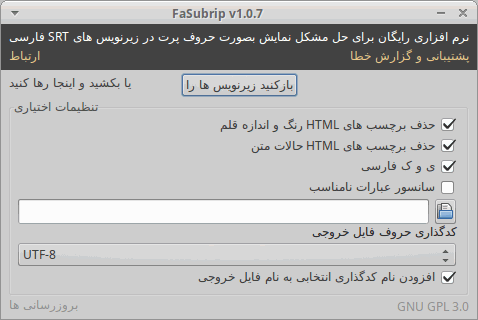 FaSubrip v1.0.7
نرم افزاری رایگان برای حل مشکل نمایش بصورت حروف پرت در زیرنویس های SRT فارسی
پشتیبانی و گزارش خطا
ارتباط
بازکنید زیرنویس ها را
یا بکشید و اینجا رها کنید
تنظیمات اختیاری
حذف برچسب های HTML رنگ و اندازه قلم
حذف برچسب های HTML حالات متن
ی و ک فارسی
سانسور عبارات نامناسب
کدگذاری حروف فایل خروجی
UTF-8
افزودن نام کدگذاری انتخابی به نام فایل خروجی
GNU GPL 3.0
بروزرسانی ها